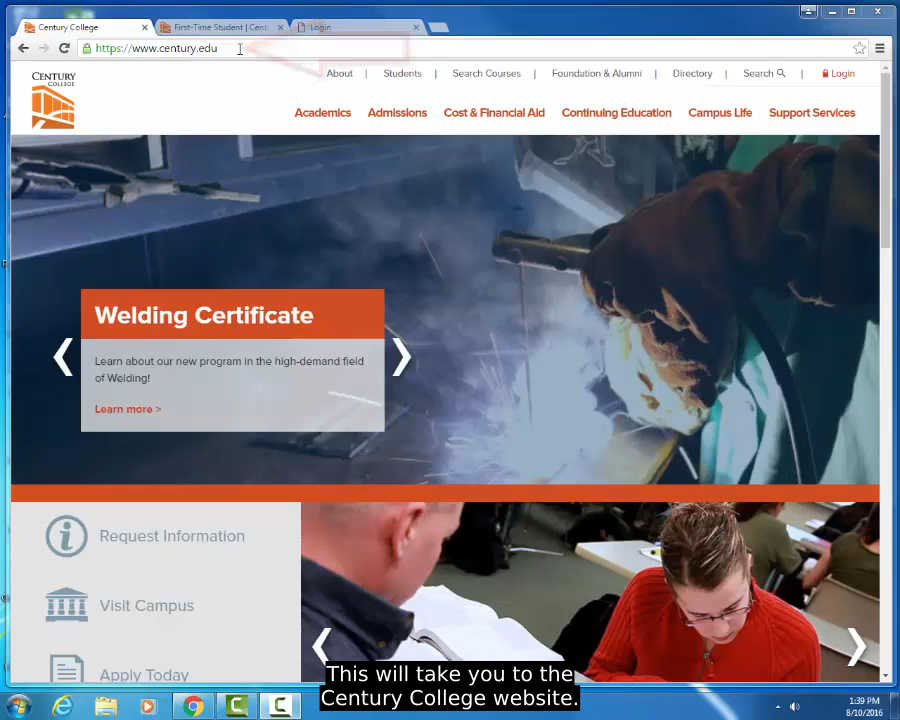 Century College
First-Time Student | Cent
Login
https://www.century.edu
CENTURY
COLLEGE
About | Students | Search Courses | Foundation & Alumni | Directory | Search | Login
Academics Admissions Cost & Financial Aid Continuing Education Campus Life Support Services
Welding Certificate
Learn about our new program in the high-demand field
of Welding!
Learn more >
Request Information
Visit Campus
Apply Today
This will take you to the
Century College website.
1:39 PM
8/10/2016